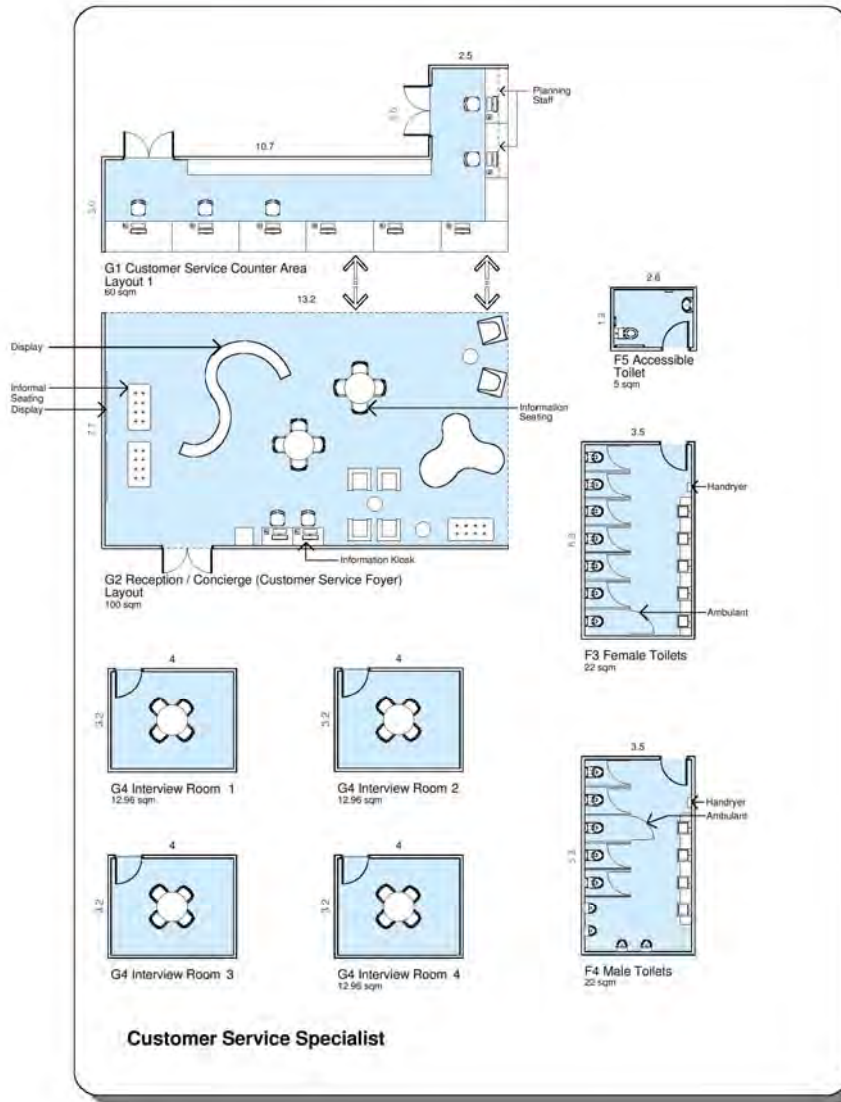 2.5
Planning
Staff
10.7
3.0
G1 Customer Service Counter Area
Layout 1
60 sqm
13.2
Display
Informal
Seating
Display
7.7
Information
Seating
Information Kiosk
G2 Reception / Concierge (Customer Service Foyer)
Layout
100 sqm
2.6
F5 Accessible
Toilet
5 sqm
3.5
Handryer
Ambulant
F3 Female Toilets
22 sqm
4
3.2
G4 Interview Room 1
12.96 sqm
4
3.2
G4 Interview Room 2
12.96 sqm
3.5
Handryer
Ambulant
F4 Male Toilets
22 sqm
4
3.2
G4 Interview Room 3
4
3.2
G4 Interview Room 4
12.96 sqm
Customer Service Specialist